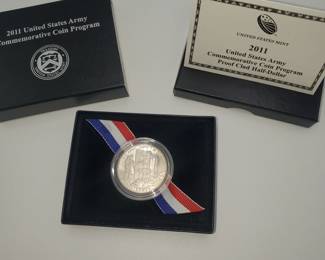 2011 United States Army
Commemorative Coin Program
UNITED STATES MINT
2011
United States Army
Commemorative Coin Program
Proof Clad Half-Dollar